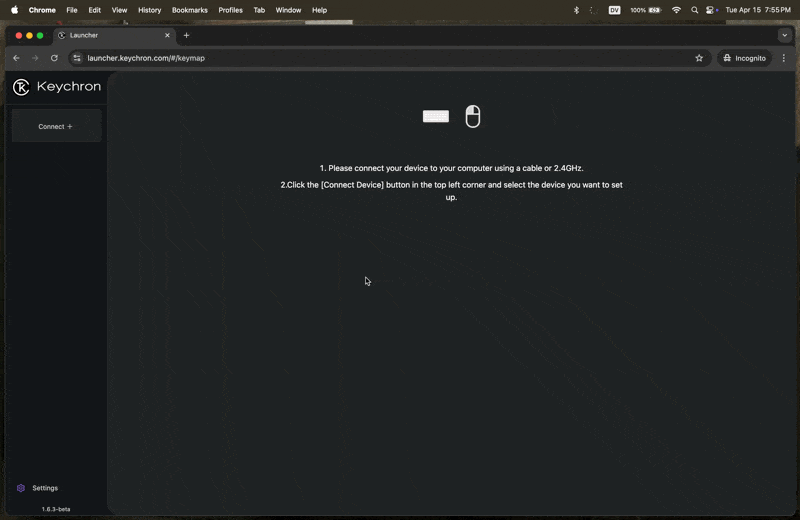 Chrome File Edit View History Bookmarks Profiles Tab Window Help DV 100% Tue Apr 15 7:55 PM
Launcher
launcher.keychron.com/#/keymap Incognito
Keychron
Connect +
1. Please connect your device to your computer using a cable or 2.4GHz.
2.Click the [Connect Device] button in the top left corner and select the device you want to set
up.
Settings
1.6.3-beta